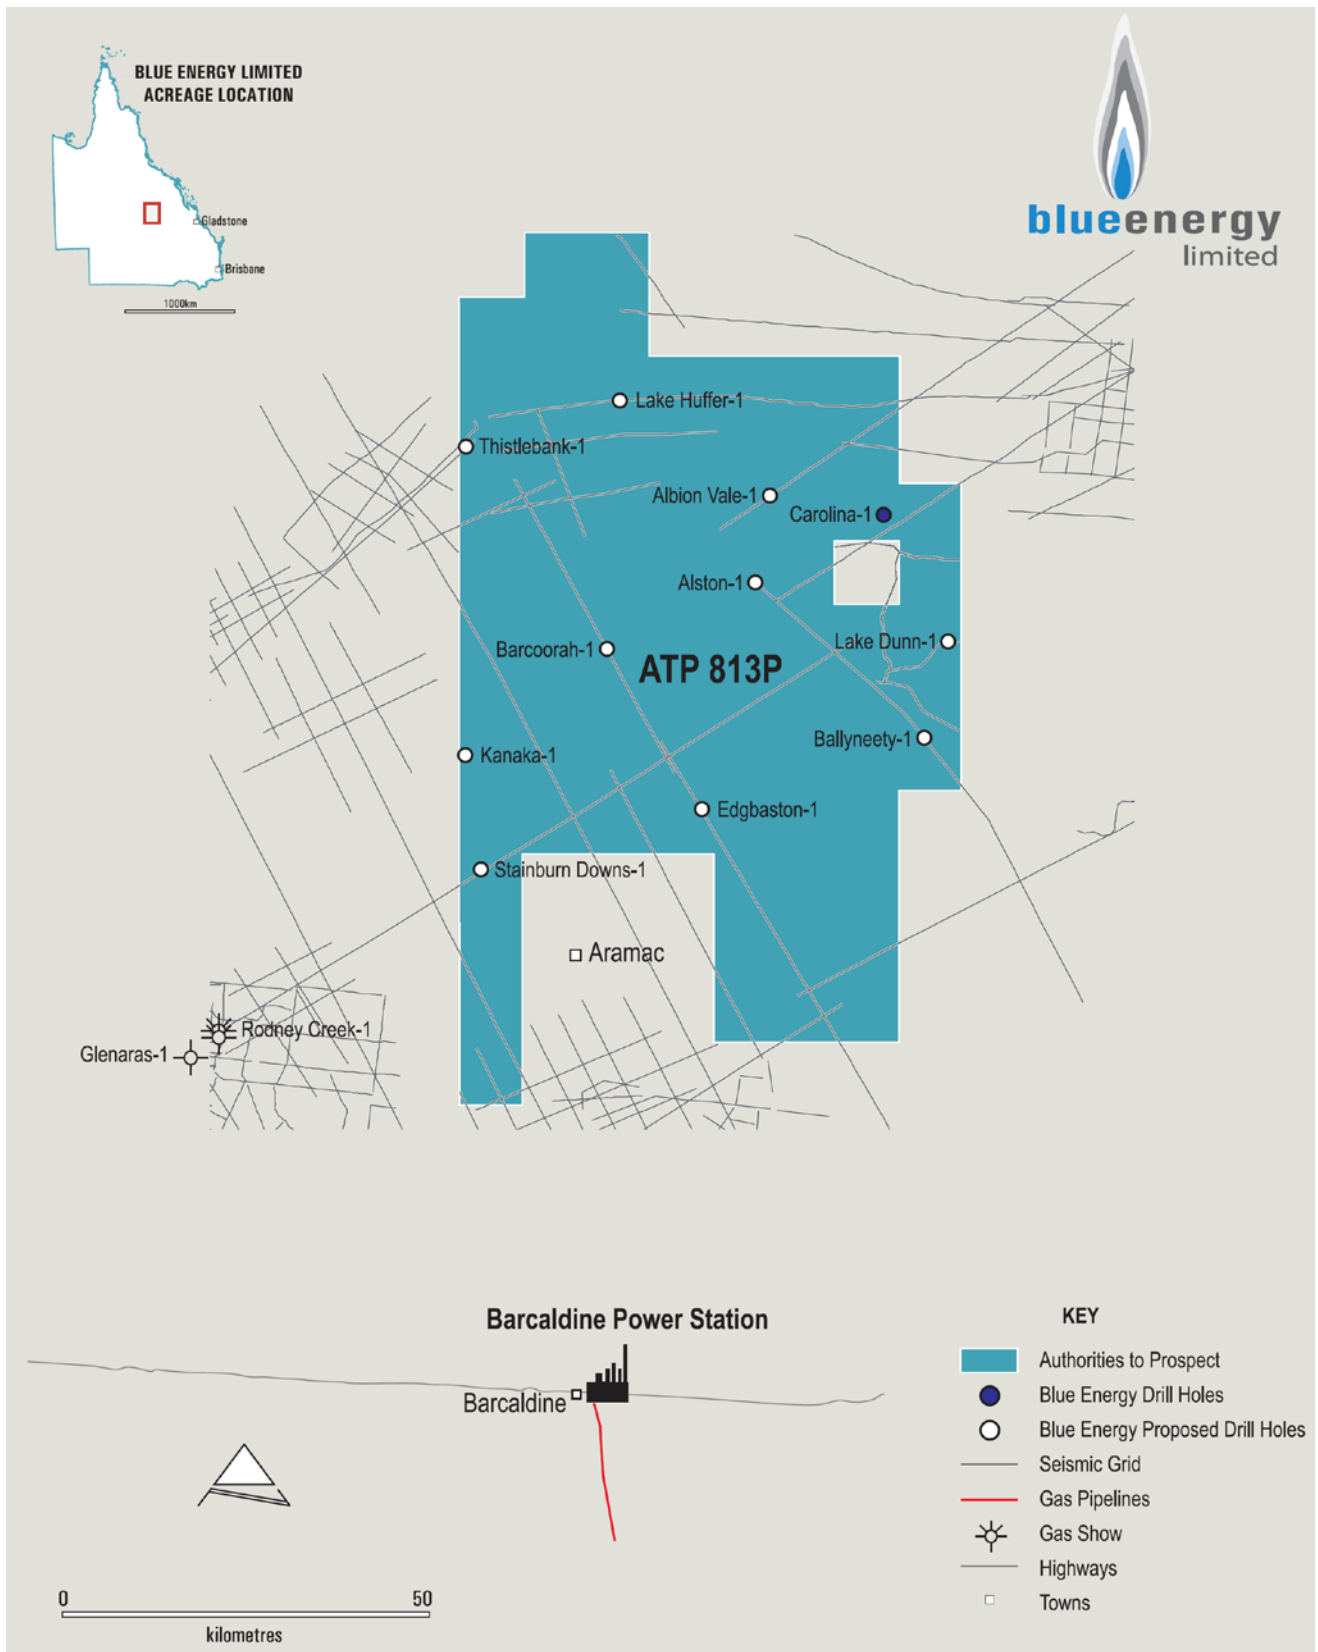 BLUE ENERGY LIMITED
ACREAGE LOCATION
Gladstone
Brisbane
1000km
blueenergy
limited
Lake Huffer-1
Thistlebank-1
Albion Vale-1
Carolina-1
Alston-1
Lake Dunn-1
Barcoorah-1
ATP 813P
Ballyneety-1
Kanaka-1
Edgbaston-1
Stainburn Downs-1
Aramac
Rodney Creek-1
Glenaras-1
Barcaldine Power Station
Barcaldine
KEY
Authorities to Prospect
Blue Energy Drill Holes
Blue Energy Proposed Drill Holes
Seismic Grid
Gas Pipelines
Gas Show
Highways
Towns
0 50
kilometres